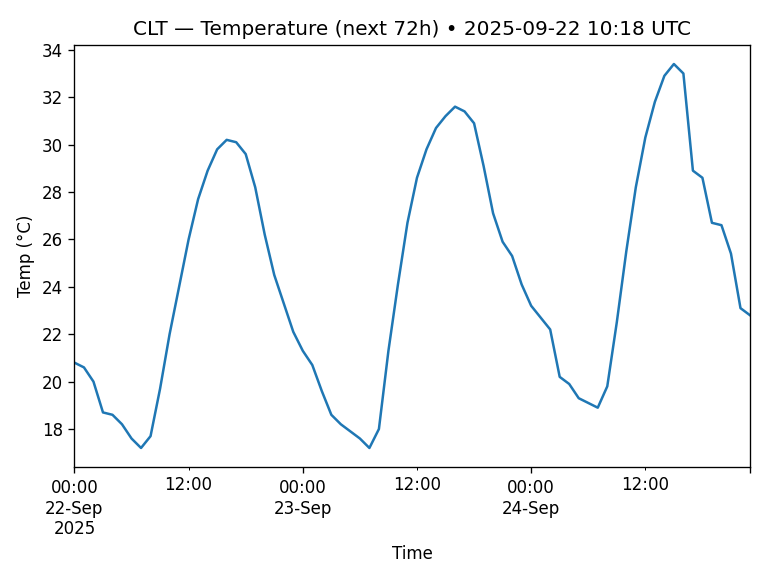 CLT — Temperature (next 72h) • 2025-09-22 10:18 UTC
34
32
30
28
26
24
22
20
18
Temp (°C)
00:00 12:00 00:00 12:00 00:00 12:00
22-Sep 23-Sep 24-Sep
2025
Time